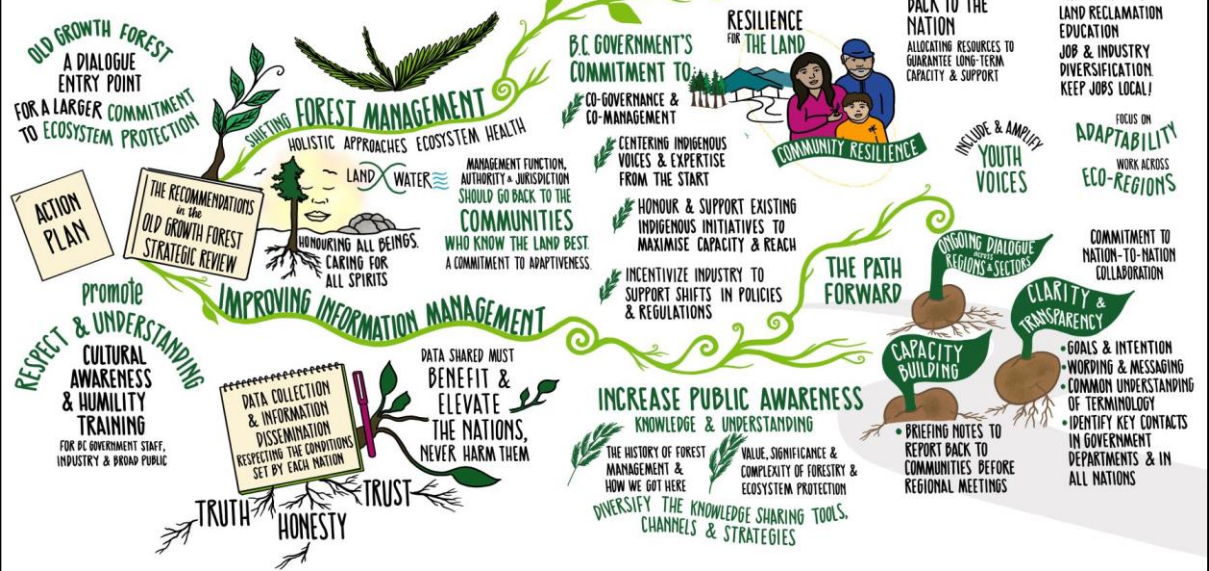 OLD GROWTH FOREST
A DIALOGUE
ENTRY POINT
FOR A LARGER COMMITMENT
TO ECOSYSTEM PROTECTION
ACTION
PLAN
THE RECOMMENDATIONS
in the
OLD GROWTH FOREST
STRATEGIC REVIEW
SHIFTING FOREST MANAGEMENT
HOLISTIC APPROACHES ECOSYSTEM HEALTH
LAND WATER
HONOURING ALL BEINGS.
CARING FOR
ALL SPIRITS
MANAGEMENT FUNCTION,
AUTHORITY & JURISDICTION
SHOULD GO BACK TO THE
COMMUNITIES
WHO KNOW THE LAND BEST.
A COMMITMENT TO ADAPTIVENESS.
IMPROVING INFORMATION MANAGEMENT
promote
RESPECT & UNDERSTANDING
CULTURAL
AWARENESS
& HUMILITY
TRAINING
FOR BC GOVERNMENT STAFF,
INDUSTRY & BROAD PUBLIC
DATA COLLECTION
& INFORMATION
DISSEMINATION
RESPECTING THE CONDITIONS
SET BY EACH NATION
TRUTH
HONESTY
TRUST
DATA SHARED MUST
BENEFIT &
ELEVATE
THE NATIONS,
NEVER HARM THEM
B.C. GOVERNMENT'S
COMMITMENT TO:
CO-GOVERNANCE &
CO-MANAGEMENT
CENTERING INDIGENOUS
VOICES & EXPERTISE
FROM THE START
HONOUR & SUPPORT EXISTING
INDIGENOUS INITIATIVES TO
MAXIMISE CAPACITY & REACH
INCENTIVIZE INDUSTRY TO
SUPPORT SHIFTS IN POLICIES
& REGULATIONS
RESILIENCE
FOR THE LAND
COMMUNITY RESILIENCE
BACK TO THE
NATION
ALLOCATING RESOURCES TO
GUARANTEE LONG-TERM
CAPACITY & SUPPORT
LAND RECLAMATION
EDUCATION
JOB & INDUSTRY
DIVERSIFICATION.
KEEP JOBS LOCAL!
INCLUDE & AMPLIFY
YOUTH
VOICES
FOCUS ON
ADAPTABILITY
WORK ACROSS
ECO-REGIONS
THE PATH
FORWARD
ONGOING DIALOGUE
across
REGIONS & SECTORS
COMMITMENT TO
NATION-TO-NATION
COLLABORATION
CLARITY &
TRANSPARENCY
• GOALS & INTENTION
• WORDING & MESSAGING
• COMMON UNDERSTANDING
OF TERMINOLOGY
• IDENTIFY KEY CONTACTS
IN GOVERNMENT
DEPARTMENTS & IN
ALL NATIONS
CAPACITY
BUILDING
• BRIEFING NOTES TO
REPORT BACK TO
COMMUNITIES BEFORE
REGIONAL MEETINGS
INCREASE PUBLIC AWARENESS
KNOWLEDGE & UNDERSTANDING
THE HISTORY OF FOREST
MANAGEMENT &
HOW WE GOT HERE
VALUE, SIGNIFICANCE &
COMPLEXITY OF FORESTRY &
ECOSYSTEM PROTECTION
DIVERSIFY THE KNOWLEDGE SHARING TOOLS,
CHANNELS & STRATEGIES